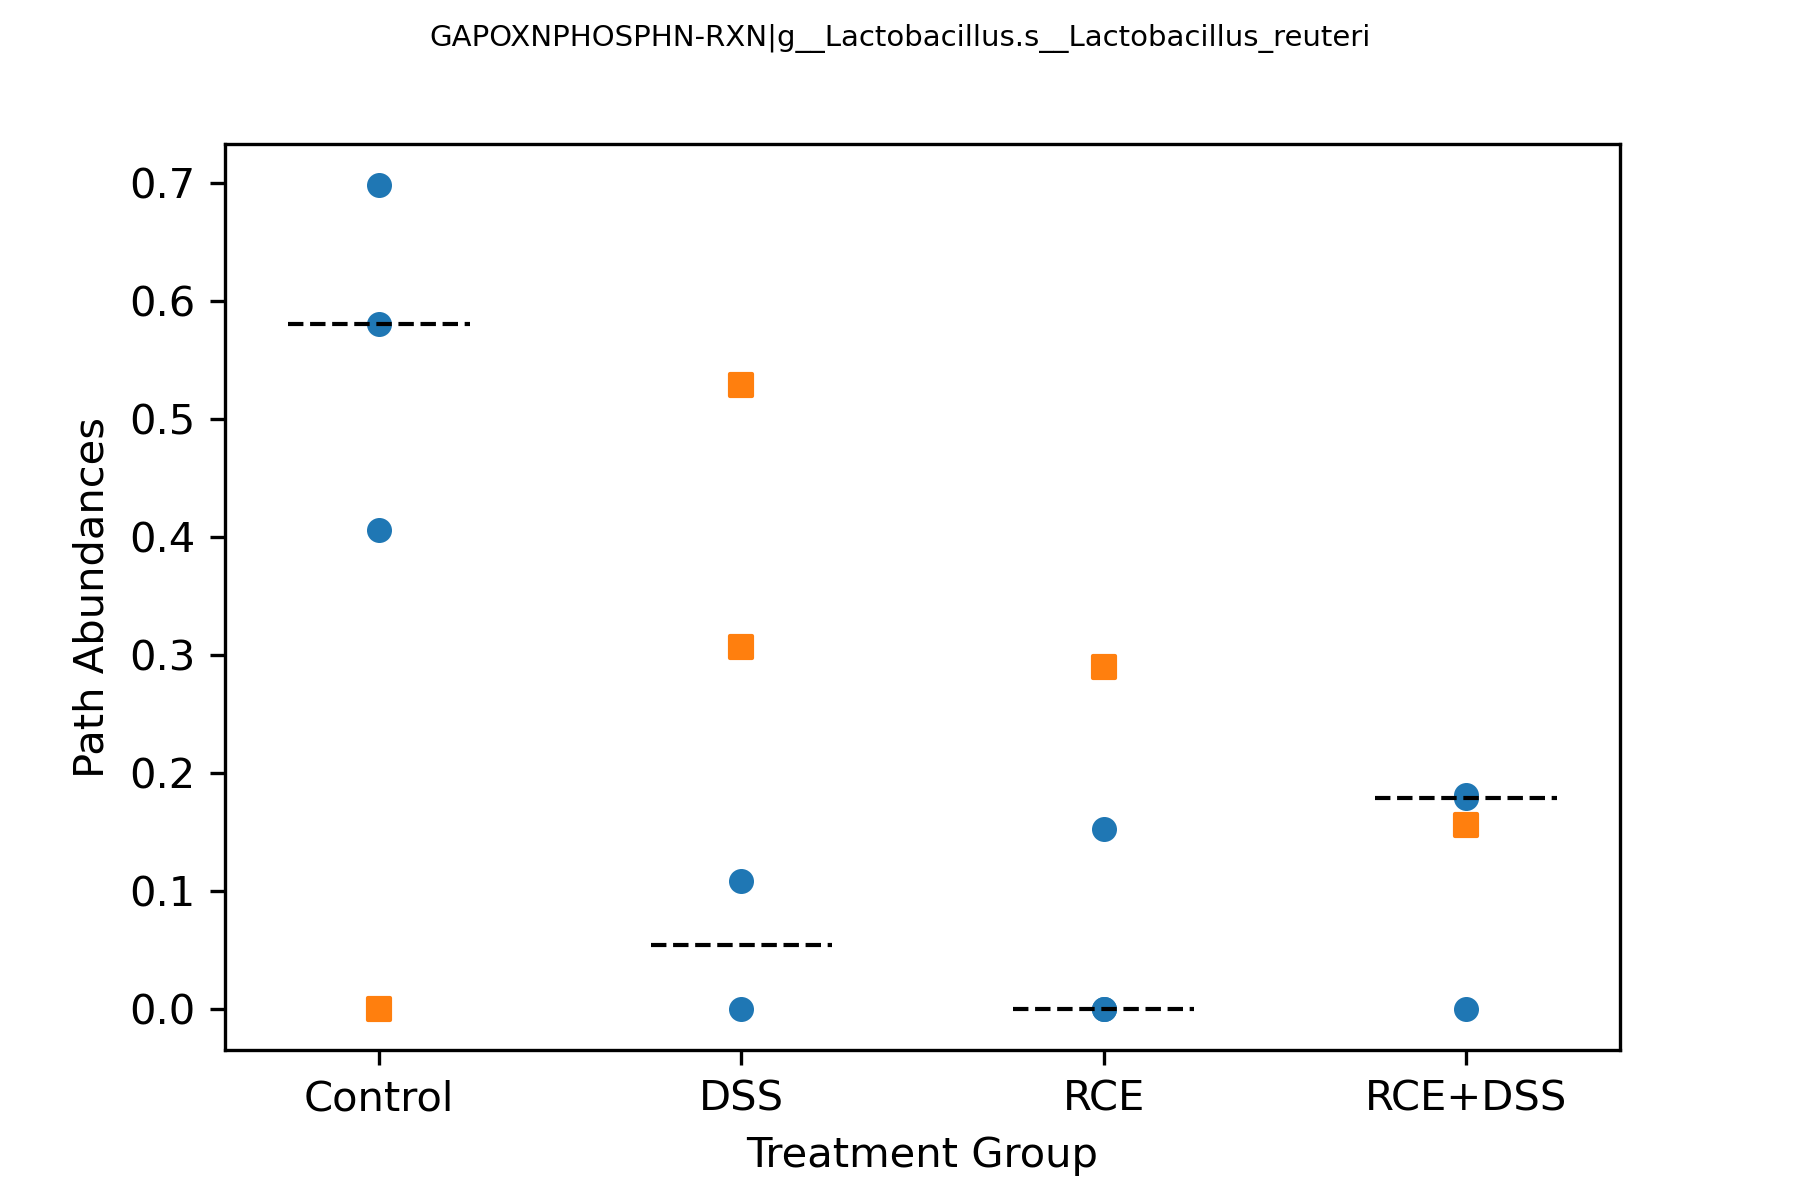 GAPOXNPHOSPHN-RXN|g__Lactobacillus.s__Lactobacillus_reuteri
0.7
0.6
0.5
0.4
0.3
0.2
0.1
0.0
Path Abundances
Control DSS RCE RCE+DSS
Treatment Group